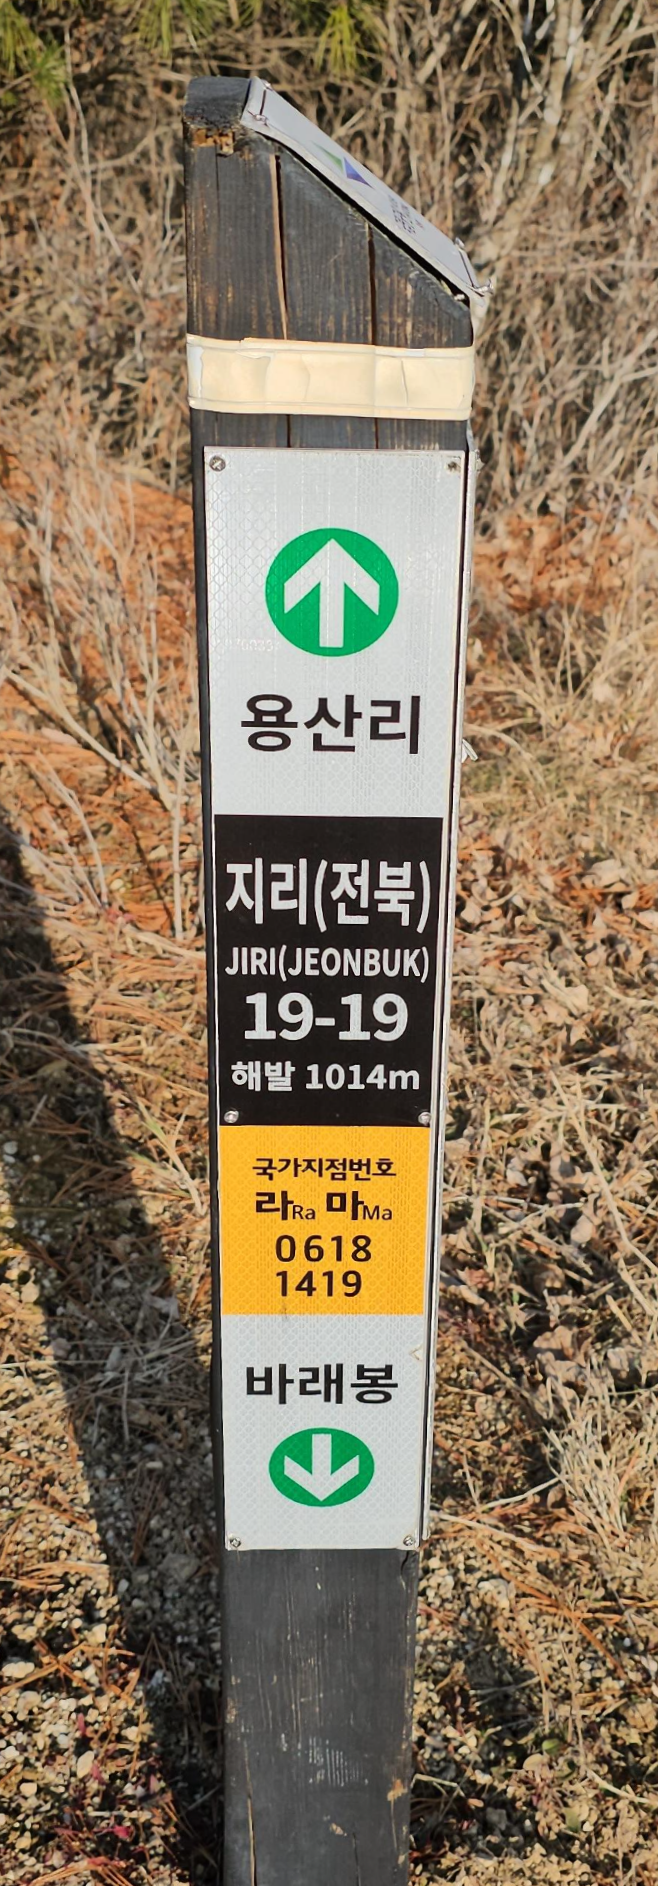 용산리
지리(전북)
JIRI(JEONBUK)
19-19
해발 1014m
국가지점번호
라Ra 마Ma
0618
1419
바래봉